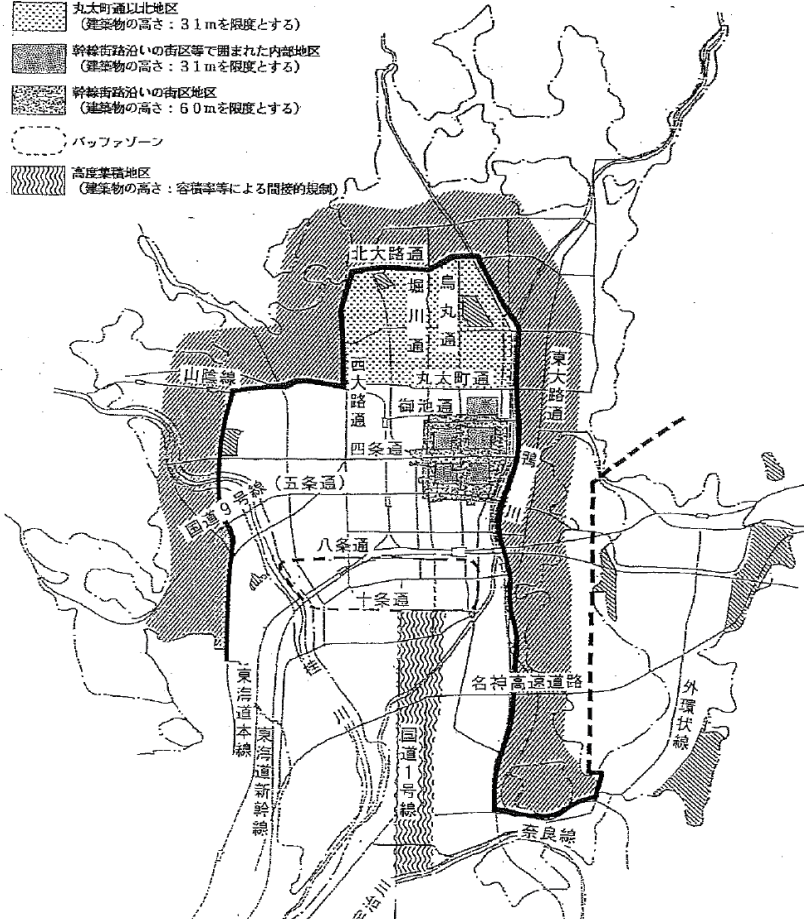 丸太町通以北地区
(建築物の高さ：３１ｍを限度とする)
幹線街路沿いの街区等で囲まれた内部地区
(建築物の高さ：３１ｍを限度とする)
幹線街路沿いの街区地区
(建築物の高さ：６０ｍを限度とする)
バッファゾーン
高度集積地区
(建築物の高さ：容積率等による間接的規制)
北大路通
堀川通
烏丸通
東大路通
山陰線
西大路通
丸太町通
御池通
四条通
鴨川
国道９号線
(五条通)
八条通
十条通
桂川
名神高速道路
外環状線
東海道本線
東海道新幹線
国道１号線
奈良線
宇治川